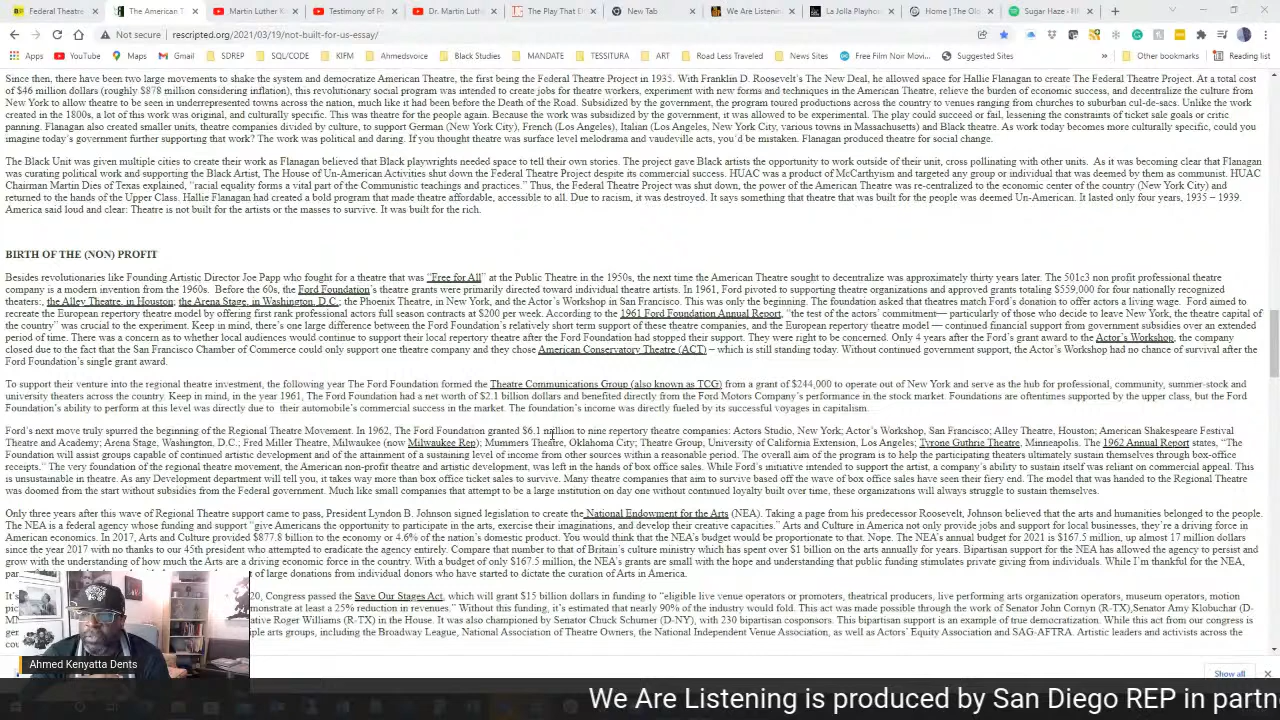 Federal Theatre
The American T
Martin Luther K
Testimony of P
Dr. Martin Luth
The Play That D
New Tab
We Are Listenin
La Jolla Playho
Home | The Glo
Sugar Haze - H
Not secure | rescripted.org/2021/03/19/not-built-for-us-essay/
Apps YouTube Maps Gmail SDREP SQL/CODE KIFM Ahmedsvoice Black Studies MANDATE TESSITURA ART Road Less Traveled News Sites Free Film Nor Movi... Suggested Sites » Other bookmarks Reading list
Since then, there have been two large movements to shake the system and democratize American Theatre, the first being the Federal Theatre Project in 1935. With Franklin D. Roosevelt's The New Deal, he allowed space for Hallie Flanagan to create The Federal Theatre Project. At a total cost
of $46 million dollars (roughly $878 million considering inflation), this revolutionary social program was intended to create jobs for theatre workers, experiment with new forms and techniques in the American Theatre, relieve the burden of economic success, and decentralize the culture from
New York to allow theatre to be seen in underrepresented towns across the nation, much like it had been before the Death of the Road. Subsidized by the government, the program toured productions across the country to venues ranging from churches to suburban cul-de-sacs. Unlike the work
created in the 1800s, a lot of this work was original, and culturally specific. This was theatre for the people again. Because the work was subsidized by the government, it was allowed to be experimental. The play could succeed or fail, lessening the constraints of ticket sale goals or critic
panning. Flanagan also created smaller units, theatre companies divided by culture, to support German (New York City), French (Los Angeles), Italian (Los Angeles, New York City, various towns in Massachusetts) and Black theatre. As work today becomes more culturally specific, could you
imagine today's government further supporting that work? The work was political and daring. If you thought theatre was surface level melodrama and vaudeville acts, you'd be mistaken. Flanagan produced theatre for social change.
The Black Unit was given multiple cities to create their work as Flanagan believed that Black playwrights needed space to tell their own stories. The project gave Black artists the opportunity to work outside of their unit, cross pollinating with other units. As it was becoming clear that Flanagan
was curating political work and supporting the Black Artist, The House of Un-American Activities shut down the Federal Theatre Project despite its commercial success. HUAC was a product of McCarthyism and targeted any group or individual that was deemed by them as communist. HUAC
Chairman Martin Dies of Texas explained, "racial equality forms a vital part of the Communistic teachings and practices." Thus, the Federal Theatre Project was shut down, the power of the American Theatre was re-centralized to the economic center of the country (New York City) and
returned to the hands of the Upper Class. Hallie Flanagan had created a bold program that made theatre affordable, accessible to all. Due to racism, it was destroyed. It says something that theatre that was built for the people was deemed Un-American. It lasted only four years, 1935 – 1939.
America said loud and clear: Theatre is not built for the artists or the masses to survive. It was built for the rich.
BIRTH OF THE (NON) PROFIT
Besides revolutionaries like Founding Artistic Director Joe Papp who fought for a theatre that was "Free for All" at the Public Theatre in the 1950s, the next time the American Theatre sought to decentralize was approximately thirty years later. The 501c3 non profit professional theatre
company is a modern invention from the 1960s. Before the 60s, the Ford Foundation's theatre grants were primarily directed toward individual theatre artists. In 1961, Ford pivoted to supporting theatre organizations and approved grants totaling $559,000 for four nationally recognized
theaters:, the Alley Theatre, in Houston; the Arena Stage, in Washington, D.C.; the Phoenix Theatre, in New York, and the Actor's Workshop in San Francisco. This was only the beginning. The foundation asked that theatres match Ford's donation to offer actors a living wage. Ford aimed to
recreate the European repertory theatre model by offering first rank professional actors full season contracts at $200 per week. According to the 1961 Ford Foundation Annual Report, "the test of the actors' commitment— particularly of those who decide to leave New York, the theatre capital of
the country" was crucial to the experiment. Keep in mind, there's one large difference between the Ford Foundation's relatively short term support of these theatre companies, and the European repertory theatre model — continued financial support from government subsidies over an extended
period of time. There was a concern as to whether local audiences would continue to support their local repertory theatre after the Ford Foundation had stopped their support. They were right to be concerned. Only 4 years after the Ford's grant award to the Actor's Workshop, the company
closed due to the fact that the San Francisco Chamber of Commerce could only support one theatre company and they chose American Conservatory Theatre (ACT) – which is still standing today. Without continued government support, the Actor's Workshop had no chance of survival after the
Ford Foundation's single grant award.
To support their venture into the regional theatre investment, the following year The Ford Foundation formed the Theatre Communications Group (also known as TCG) from a grant of $244,000 to operate out of New York and serve as the hub for professional, community, summer-stock and
university theaters across the country. Keep in mind, in the year 1961, The Ford Foundation had a net worth of $2.1 billion dollars and benefited directly from the Ford Motors Company's performance in the stock market. Foundations are oftentimes supported by the upper class, but the Ford
Foundation's ability to perform at this level was directly due to their automobile's commercial success in the market. The foundation's income was directly fueled by its successful voyages in capitalism.
Ford's next move truly spurred the beginning of the Regional Theatre Movement. In 1962, The Ford Foundation granted $6.1 million to nine repertory theatre companies: Actors Studio, New York; Actor's Workshop, San Francisco; Alley Theatre, Houston; American Shakespeare Festival
Theatre and Academy; Arena Stage, Washington, D.C.; Fred Miller Theatre, Milwaukee (now Milwaukee Rep); Mummers Theatre, Oklahoma City; Theatre Group, University of California Extension, Los Angeles; Tyrone Guthrie Theatre, Minneapolis. The 1962 Annual Report states, "The
Foundation will assist groups capable of continued artistic development and of the attainment of a sustaining level of income from other sources within a reasonable period. The overall aim of the program is to help the participating theaters ultimately sustain themselves through box-office
receipts." The very foundation of the regional theatre movement, the American non-profit theatre and artistic development, was left in the hands of box office sales. While Ford's initiative intended to support the artist, a company's ability to sustain itself was reliant on commercial appeal. This
is unsustainable in theatre. As any Development department will tell you, it takes way more than box office ticket sales to survive. Many theatre companies that aim to survive based off the wave of box office sales have seen their fiery end. The model that was handed to the Regional Theatre
was doomed from the start without subsidies from the Federal government. Much like small companies that attempt to be a large institution on day one without continued loyalty built over time, these organizations will always struggle to sustain themselves.
Only three years after this wave of Regional Theatre support came to pass, President Lyndon B. Johnson signed legislation to create the National Endowment for the Arts (NEA). Taking a page from his predecessor Roosevelt, Johnson believed that the arts and humanities belonged to the people.
The NEA is a federal agency whose funding and support "give Americans the opportunity to participate in the arts, exercise their imaginations, and develop their creative capacities." Arts and Culture in America not only provide jobs and support for local businesses, they're a driving force in
American economics. In 2017, Arts provided $877.8 billion to the economy or 4.6% of the nation's domestic product. You would think that the NEA's budget would be proportionate to that. Nope. The NEA's annual budget for 2021 is $167.5 million, up almost 17 million dollars
since the year 2017 with no thanks to our 45th president who attempted to eradicate the agency entirely. Compare that number to that of Britain's culture ministry which has spent over $1 billion on the arts annually for years. Bipartisan support for the NEA has allowed the agency to persist and
grow with the understanding of how much the Arts are a driving economic force in the country. With a budget of only $167.5 million, the NEA's grants are small with the hope and understanding that public funding stimulates private giving from individuals. While I'm thankful for the NEA,
of large donations from individual donors who have started to dictate the curation of Arts in America.
It's 20, Congress passed the Save Our Stages Act, which will grant $15 billion dollars in funding to "eligible live venue operators or promoters, theatrical producers, live performing arts organization operators, museum operators, motion
pic monstrate at least a 25% reduction in revenues." Without this funding, it's estimated that nearly 90% of the industry would fold. This act was made possible through the work of Senator John Cornyn (R-TX),Senator Amy Klobuchar (D-
ative Roger Williams (R-TX) in the House. It was also championed by Senator Chuck Schumer (D-NY), with 230 bipartisan cosponsors. This bipartisan support is an example of true democratization. While this act from our congress is
ple arts groups, including the Broadway League, National Association of Theatre Owners, the National Independent Venue Association, as well as Actors' Equity Association and SAG-AFTRA. Artistic leaders and activists across the
cou
Ahmed Kenyatta Dents
Show all
We Are Listening is produced by San Diego REP in partn